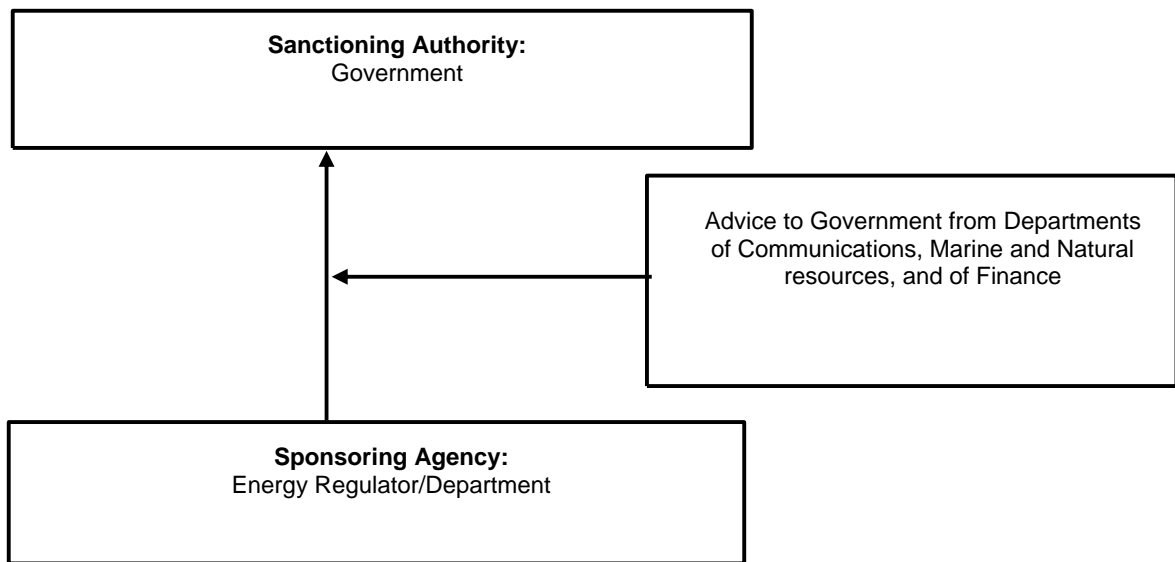 Sanctioning Authority:
Government
Advice to Government from Departments
of Communications, Marine and Natural
resources, and of Finance
Sponsoring Agency:
Energy Regulator/Department